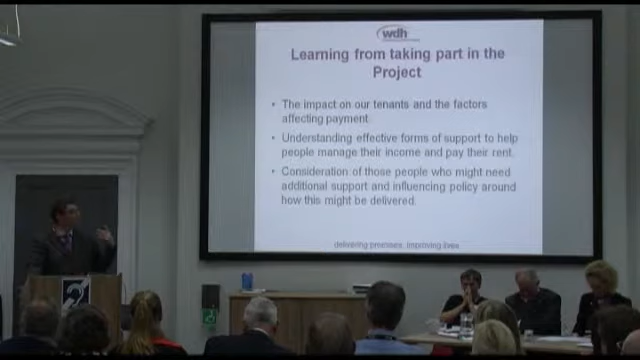 wdh
Learning from taking part in the
Project
• The impact on our tenants and the factors
affecting payment.
• Understanding effective forms of support to help
people manage their income and pay their rent.
• Consideration of those people who might need
additional support and influencing policy around
how this might be delivered.
delivering promises, improving lives